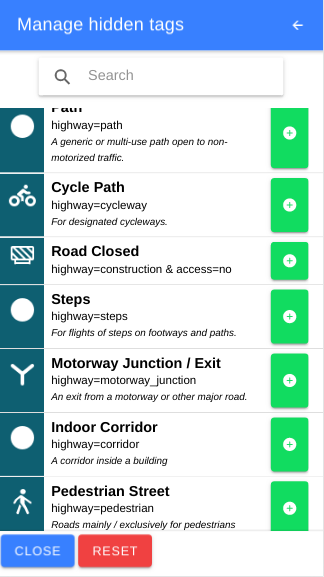 Manage hidden tags
Search
Path
highway=path
A generic or multi-use path open to non-
motorized traffic.
Cycle Path
highway=cycleway
For designated cycleways.
Road Closed
highway=construction & access=no
Steps
highway=steps
For flights of steps on footways and paths.
Motorway Junction / Exit
highway=motorway_junction
An exit from a motorway or other major road.
Indoor Corridor
highway=corridor
A corridor inside a building
Pedestrian Street
highway=pedestrian
Roads mainly / exclusively for pedestrians
CLOSE
RESET